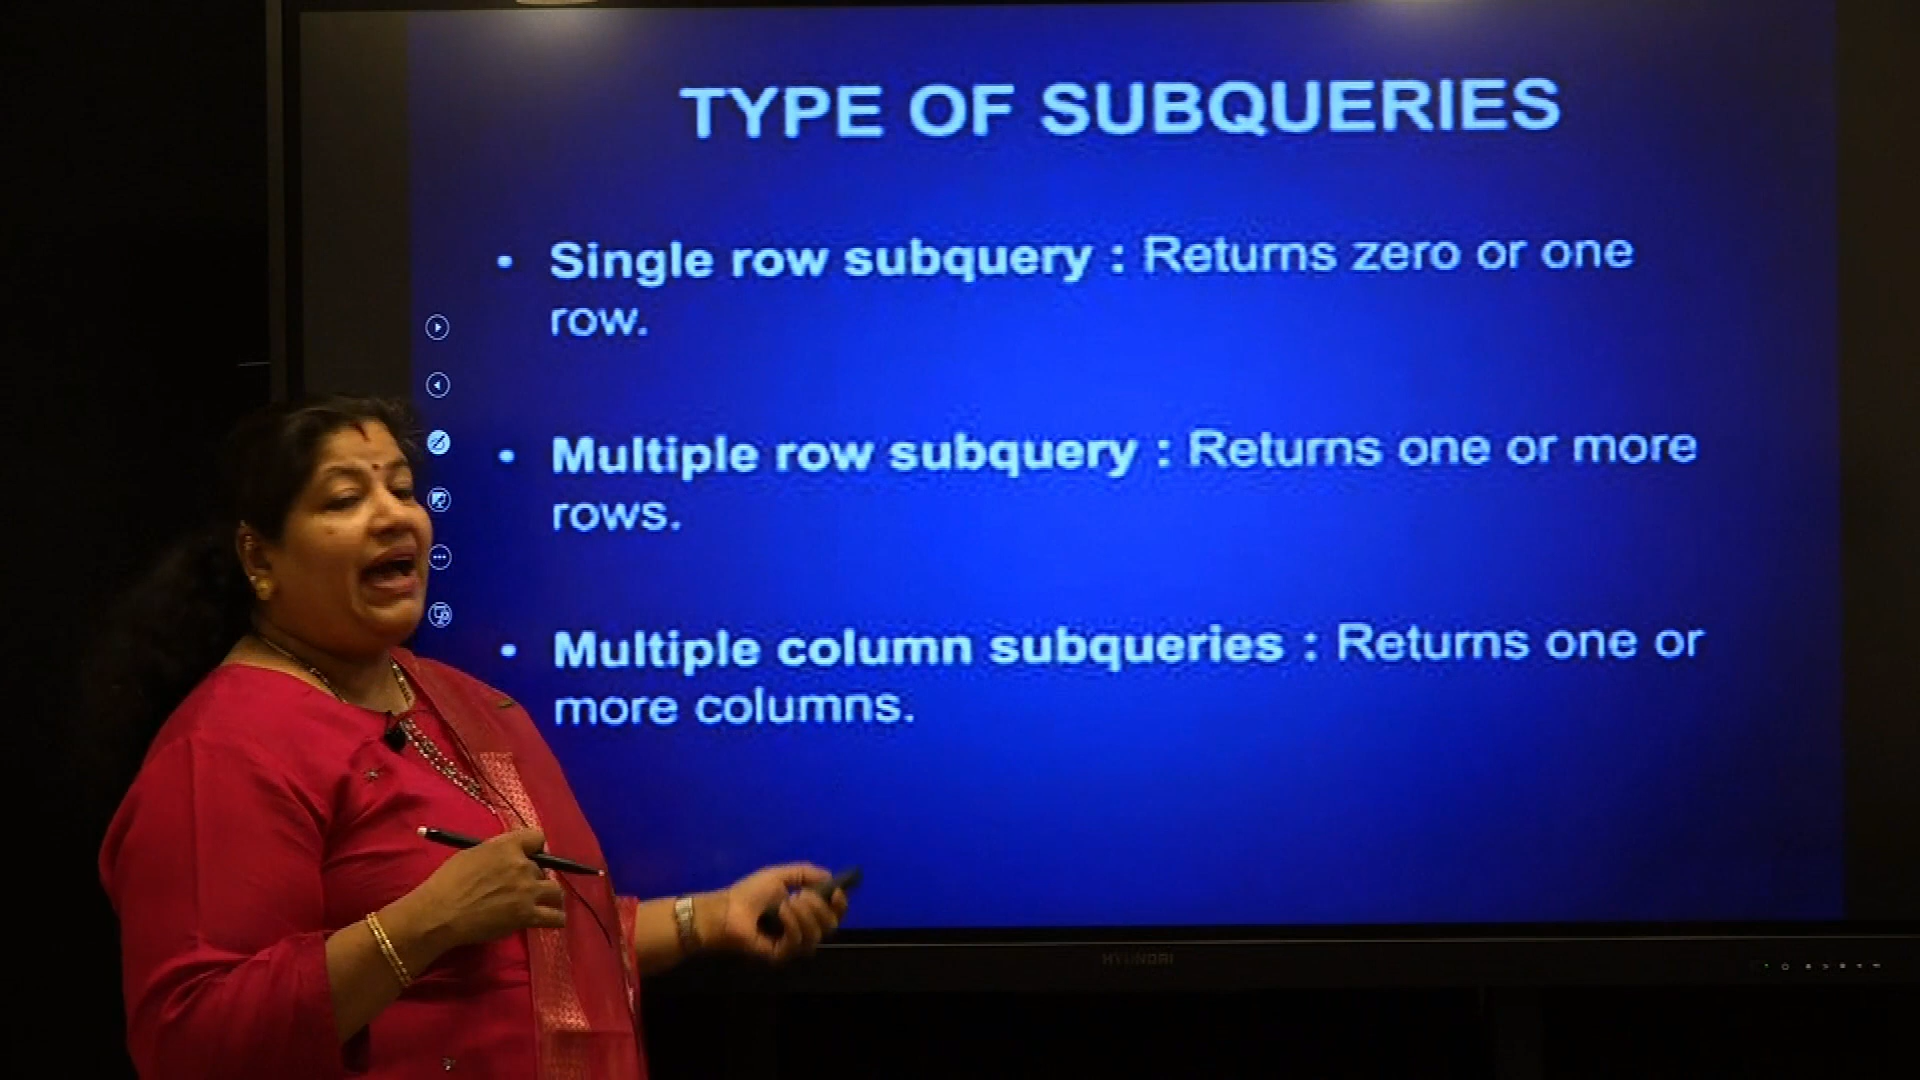 TYPE OF SUBQUERIES
• Single row subquery : Returns zero or one
row.
• Multiple row subquery : Returns one or more
rows.
• Multiple column subqueries : Returns one or
more columns.
HYUNDAI